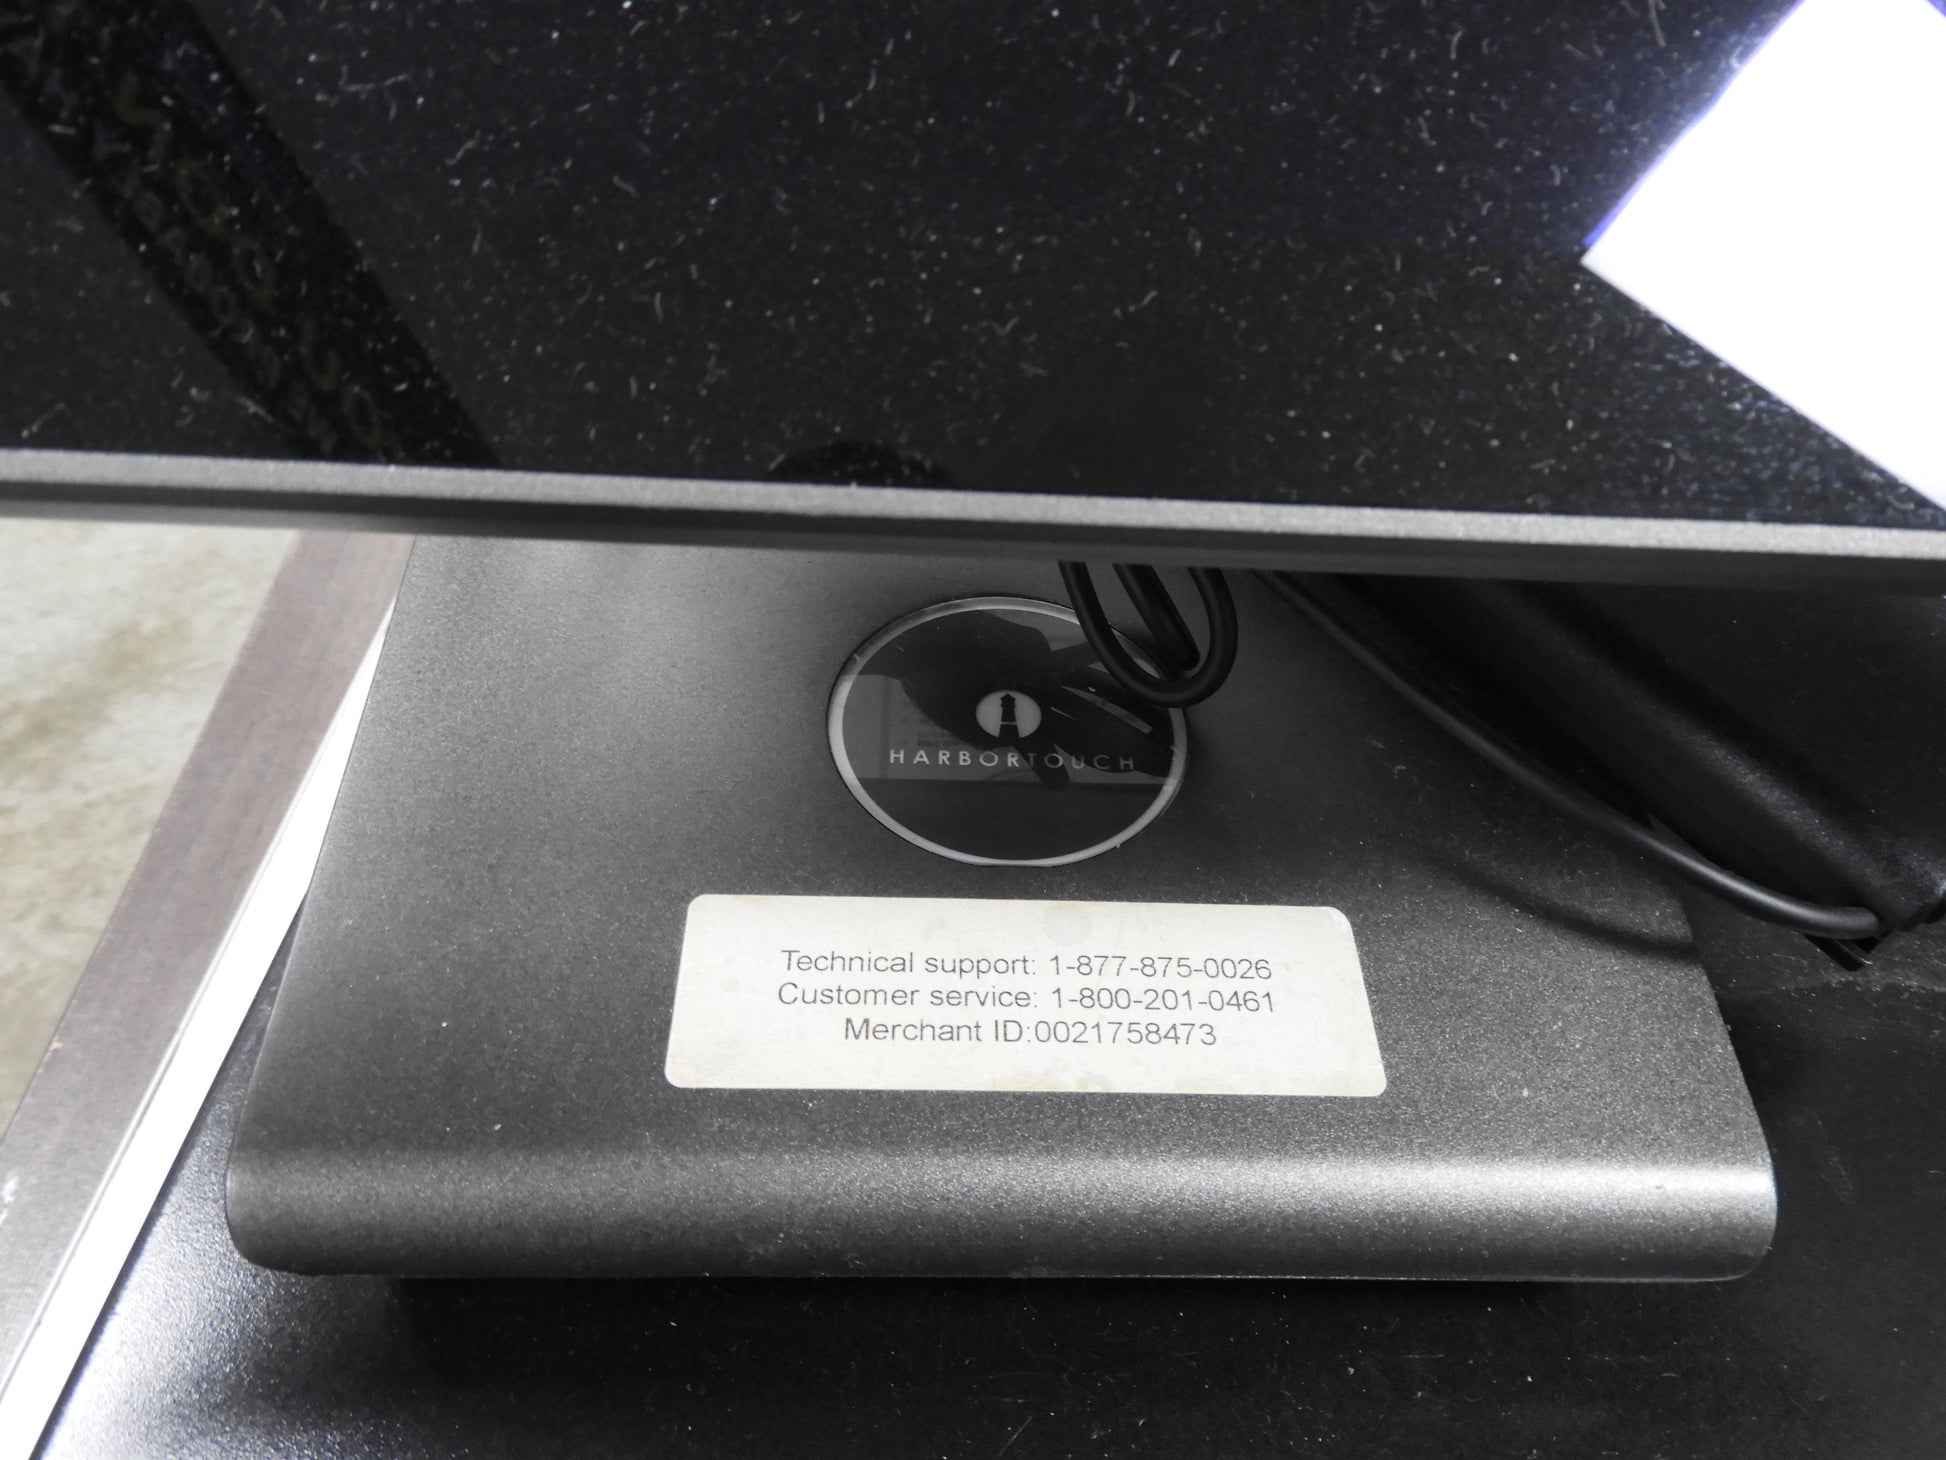 HARBORTOUCH
Technical support: 1-877-875-0026
Customer service: 1-800-201-0461
Merchant ID:0021758473